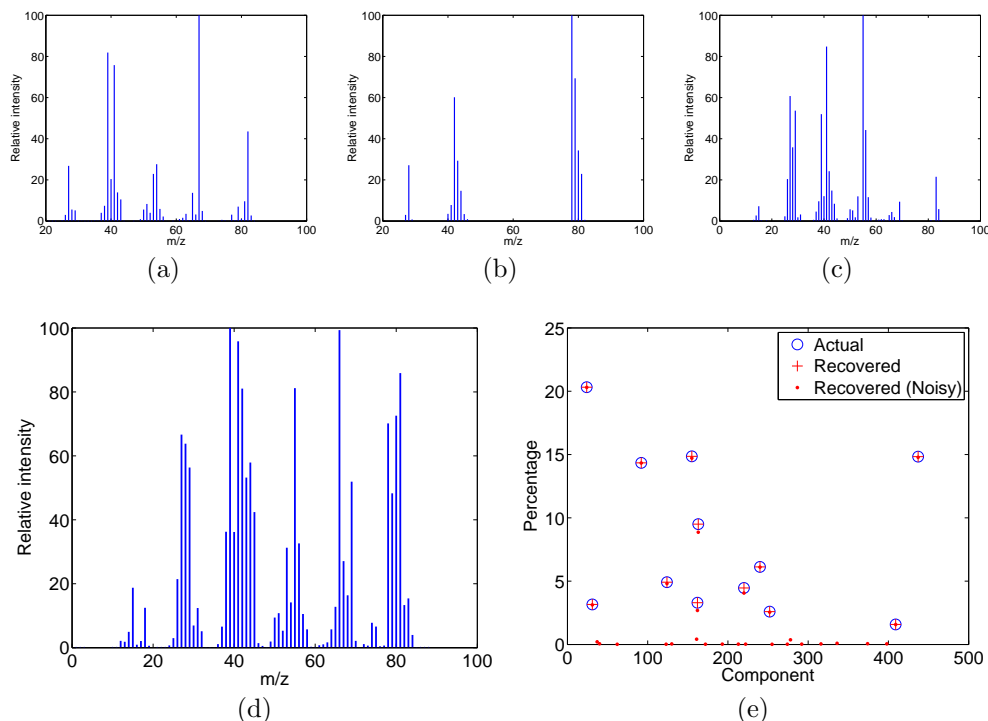 100
80
60
40
20
0
Relative intensity
20 40 60 80 100
m/z
(a)
100
80
60
40
20
0
Relative intensity
20 40 60 80 100
m/z
(b)
100
80
60
40
20
0
Relative intensity
0 20 40 60 80 100
m/z
(c)
100
80
60
40
20
0
Relative intensity
0 20 40 60 80 100
m/z
(d)
25
20
15
10
5
0
Percentage
Actual
Recovered
Recovered (Noisy)
0 100 200 300 400 500
Component
(e)